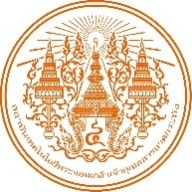 สถาบันเทคโนโลยีพระจอมเกล้าเจ้าคุณทหารลาดกระบัง
๔